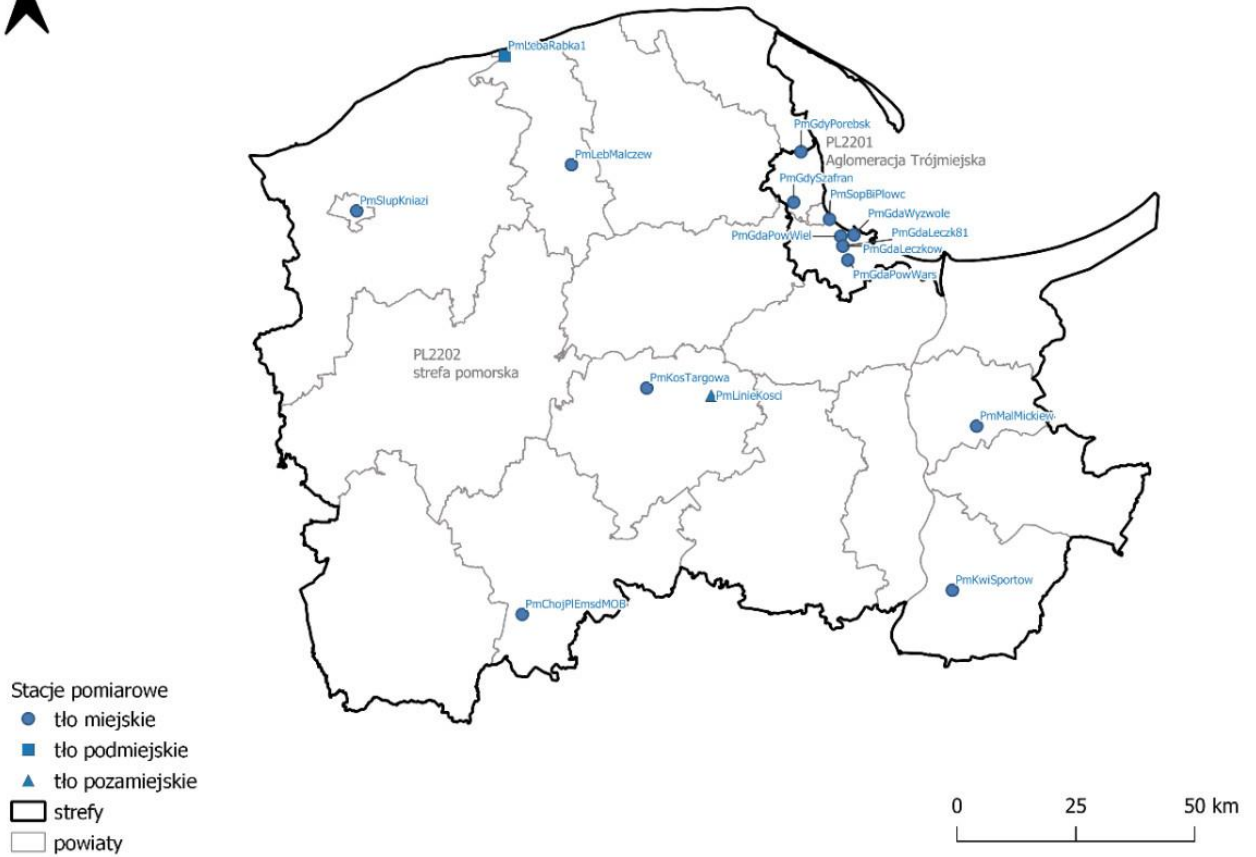 PmLebaRabka1
PmGdyPorebsk
PL2201
Aglomeracja Trójmiejska
PmLebMalczew
PmGdySzafran
PmSopBiPlowc
PmSlupKniazi
PmGdaWyzwole
PmGdaPowWiel
PmGdaLeczk81
PmGdaLeczkow
PmGdaPowWars
PL2202
strefa pomorska
PmKosTargowa
PmLinieKosci
PmMalMickiew
PmKwiSportow
PmChojPlEmsdMOB
Stacje pomiarowe
tło miejskie
tło podmiejskie
tło pozamiejskie
strefy
powiaty
0 25 50 km